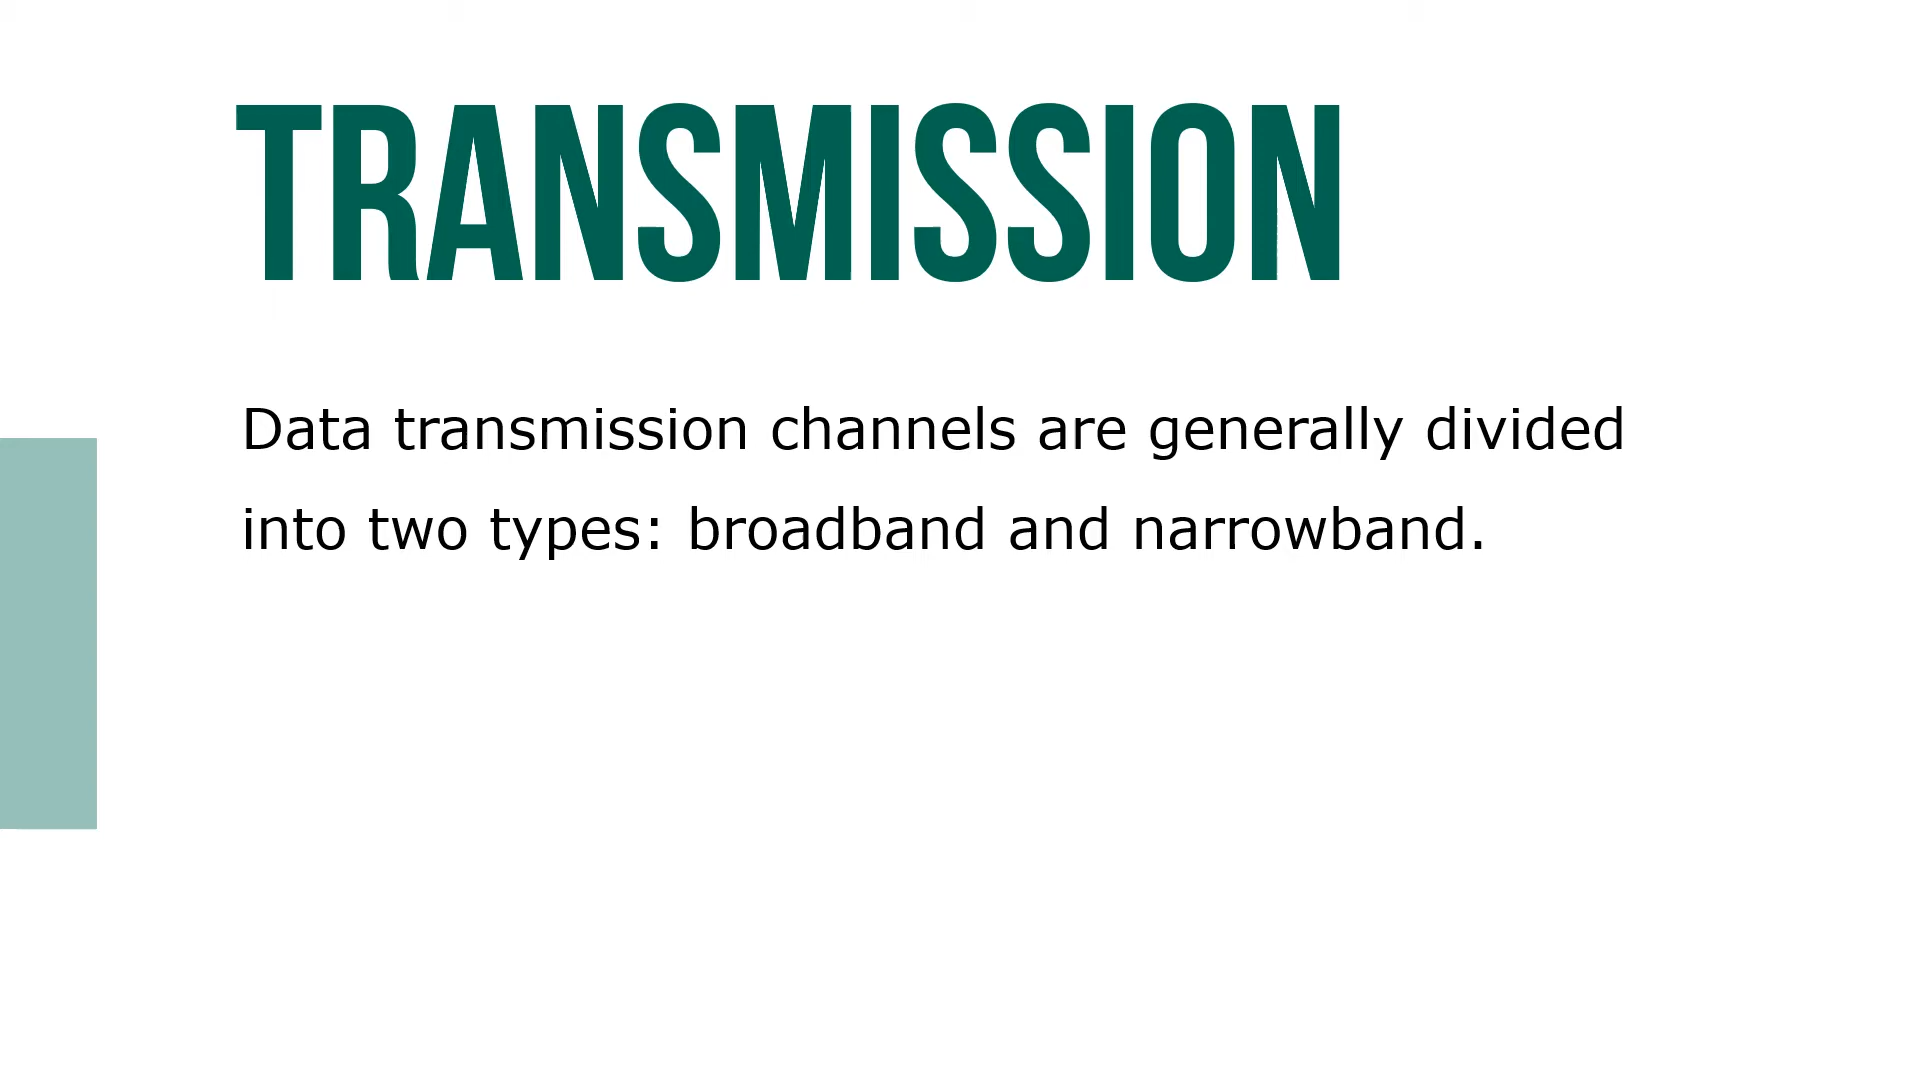 TRANSMISSION
Data transmission channels are generally divided
into two types: broadband and narrowband.